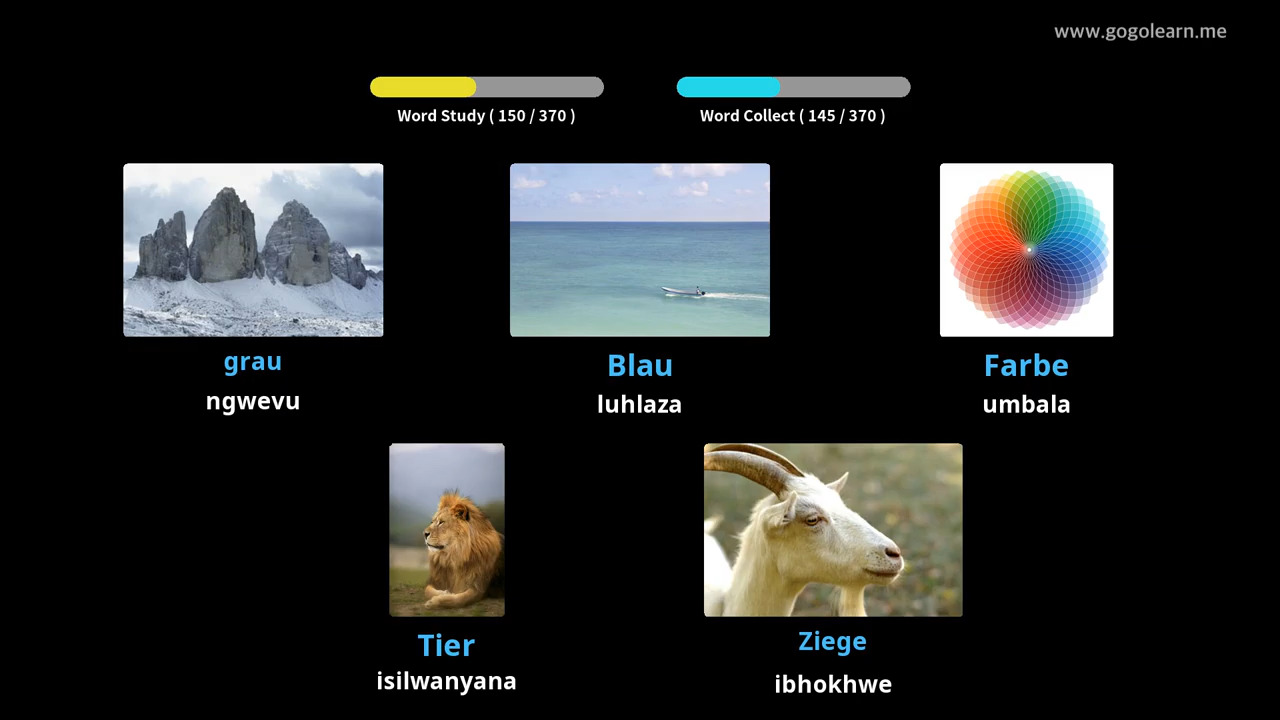 www.gogolearn.me
Word Study ( 150 / 370 )
Word Collect ( 145 / 370 )
grau
ngwevu
Blau
luhlaza
Farbe
umbala
Tier
isilwanyana
Ziege
ibhokhwe